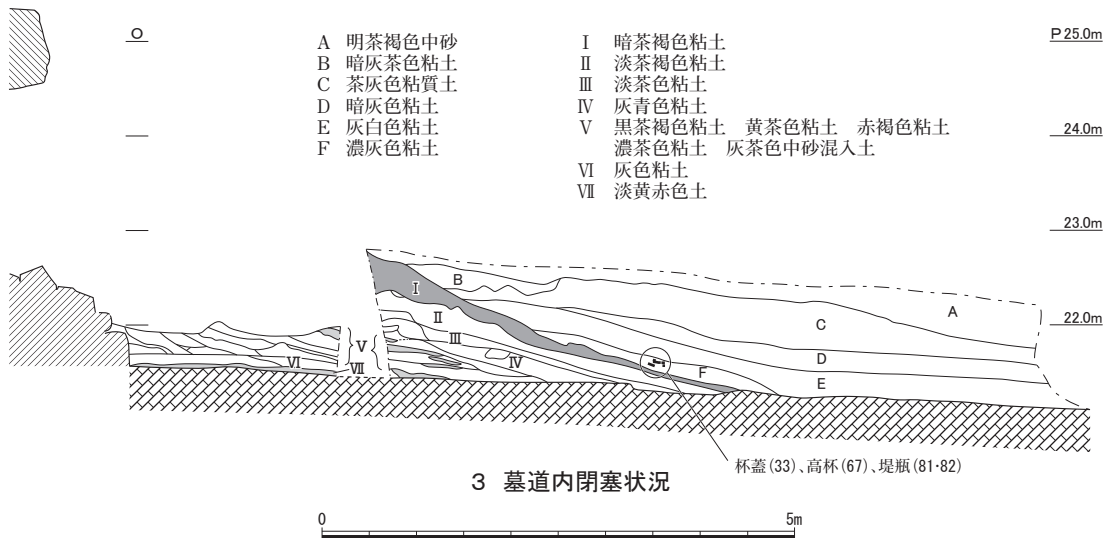 O
P 25.0m
A 明茶褐色中砂
B 暗灰茶色粘土
C 茶灰色粘質土
D 暗灰色粘土
E 灰白色粘土
F 濃灰色粘土
Ⅰ 暗茶褐色粘土
Ⅱ 淡茶褐色粘土
Ⅲ 淡茶色粘土
Ⅳ 灰青色粘土
Ⅴ 黒茶褐色粘土 黄茶色粘土 赤褐色粘土
濃茶色粘土 灰茶色中砂混入土
Ⅵ 灰色粘土
Ⅶ 淡黄赤色土
24.0m
23.0m
22.0m
B
Ⅰ
A
Ⅱ
C
Ⅲ
Ⅴ
D
Ⅳ
Ⅵ
Ⅶ
F
E
杯蓋(33)、高杯(67)、堤瓶(81・82)
3 墓道内閉塞状況
0
5m